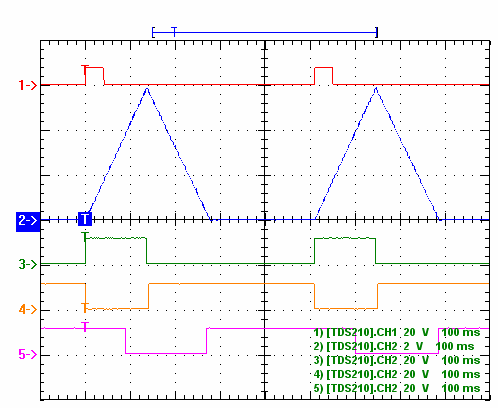 T
T
1->
2->
T
T
3->
T
4->
T
5->
1) [TDS210].CH1 20 V 100 ms
2) [TDS210].CH2 2 V 100 ms
3) [TDS210].CH2 20 V 100 ms
4) [TDS210].CH2 20 V 100 ms
5) [TDS210].CH2 20 V 100 ms